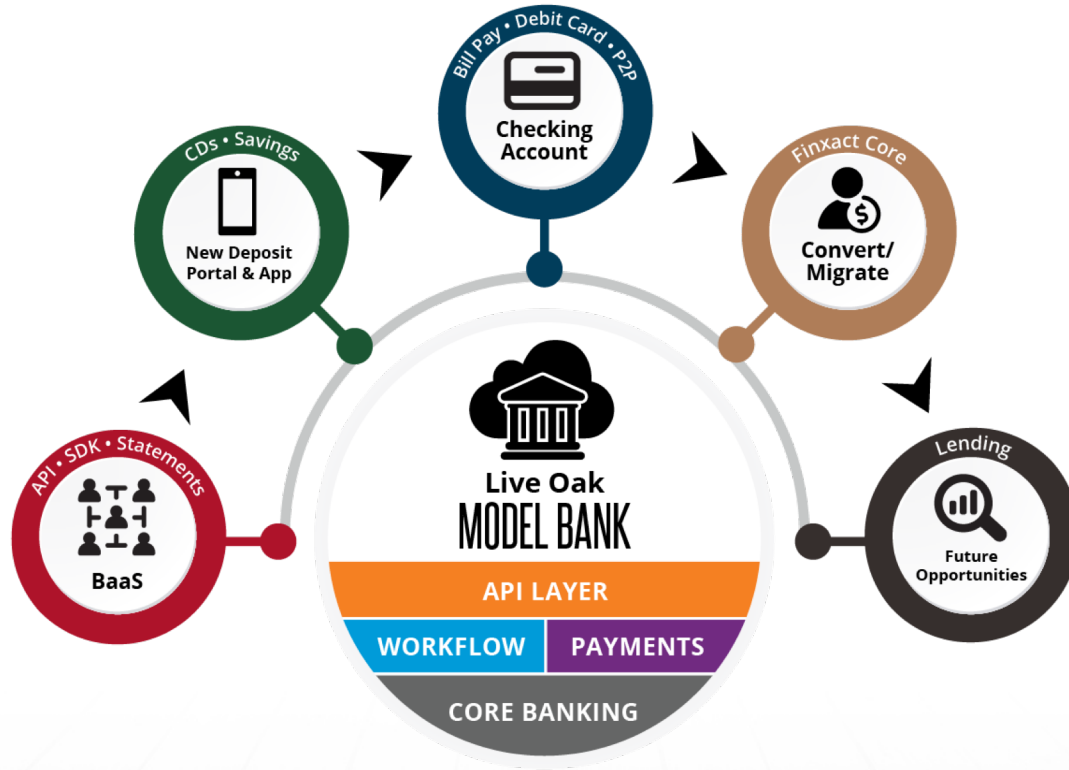 API • SDK • Statements
BaaS
CDs • Savings
New Deposit
Portal & App
Bill Pay • Debit Card • P2P
Checking
Account
Finxact Core
$
Convert/
Migrate
Lending
Future
Opportunities
Live Oak
MODEL BANK
API LAYER
WORKFLOW
PAYMENTS
CORE BANKING